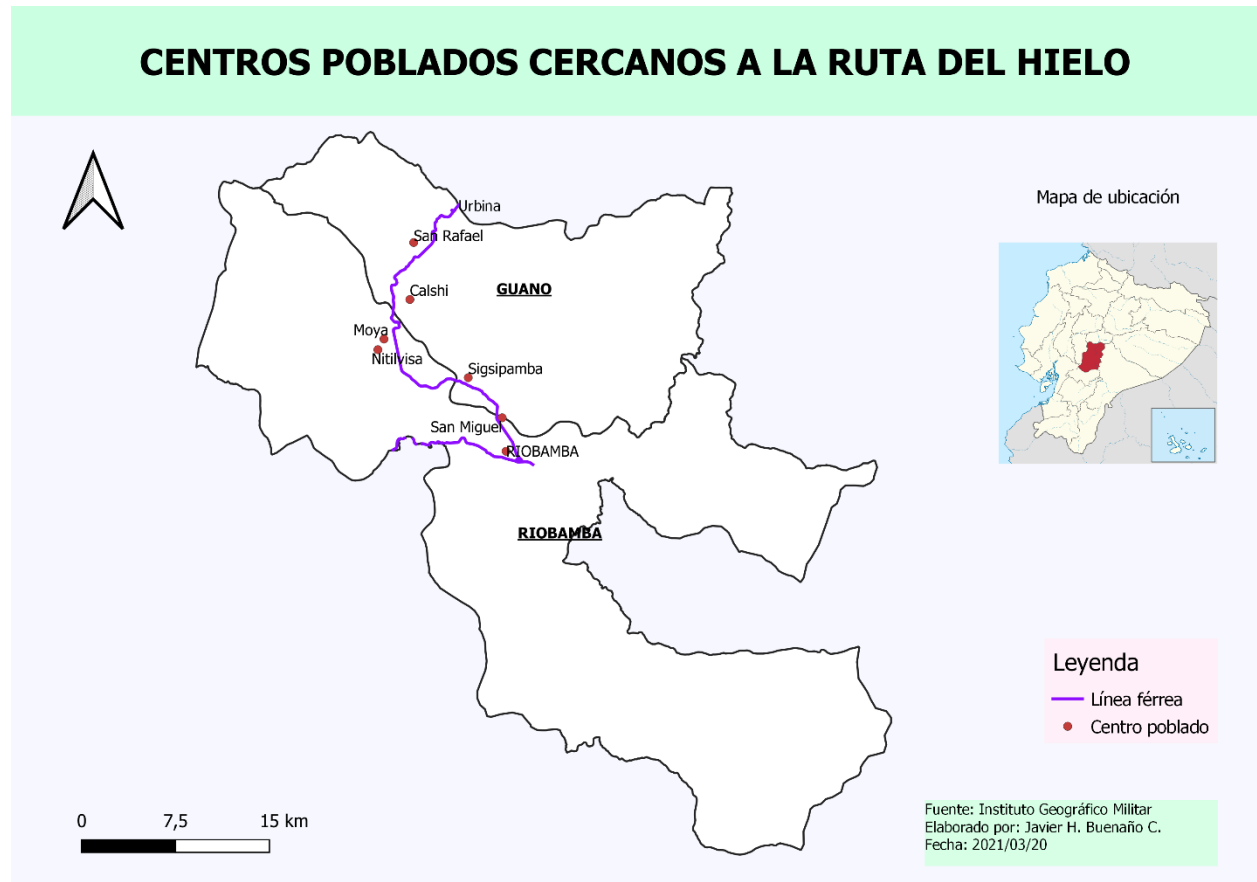 CENTROS POBLADOS CERCANOS A LA RUTA DEL HIELO
Mapa de ubicación
Urbina
San Rafael
GUANO
Calshi
Moya
Nitilvisa
Sigsipamba
San Miguel
RIOBAMBA
RIOBAMBA
Leyenda
Línea férrea
Centro poblado
0 7,5 15 km
Fuente: Instituto Geográfico Militar
Elaborado por: Javier H. Buenaño C.
Fecha: 2021/03/20